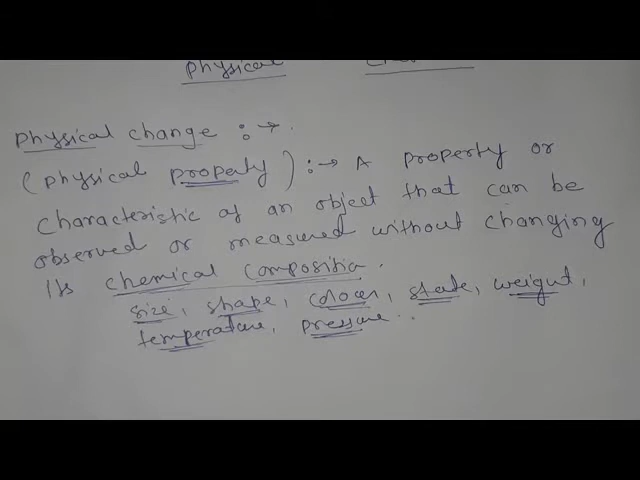 Physical
Physical change :→.
(Physical property) :→ A property or
characteristic of an object that can be
observed or measured without changing
its chemical composition.
size, shape, colour, state, weight,
temperature, pressure..